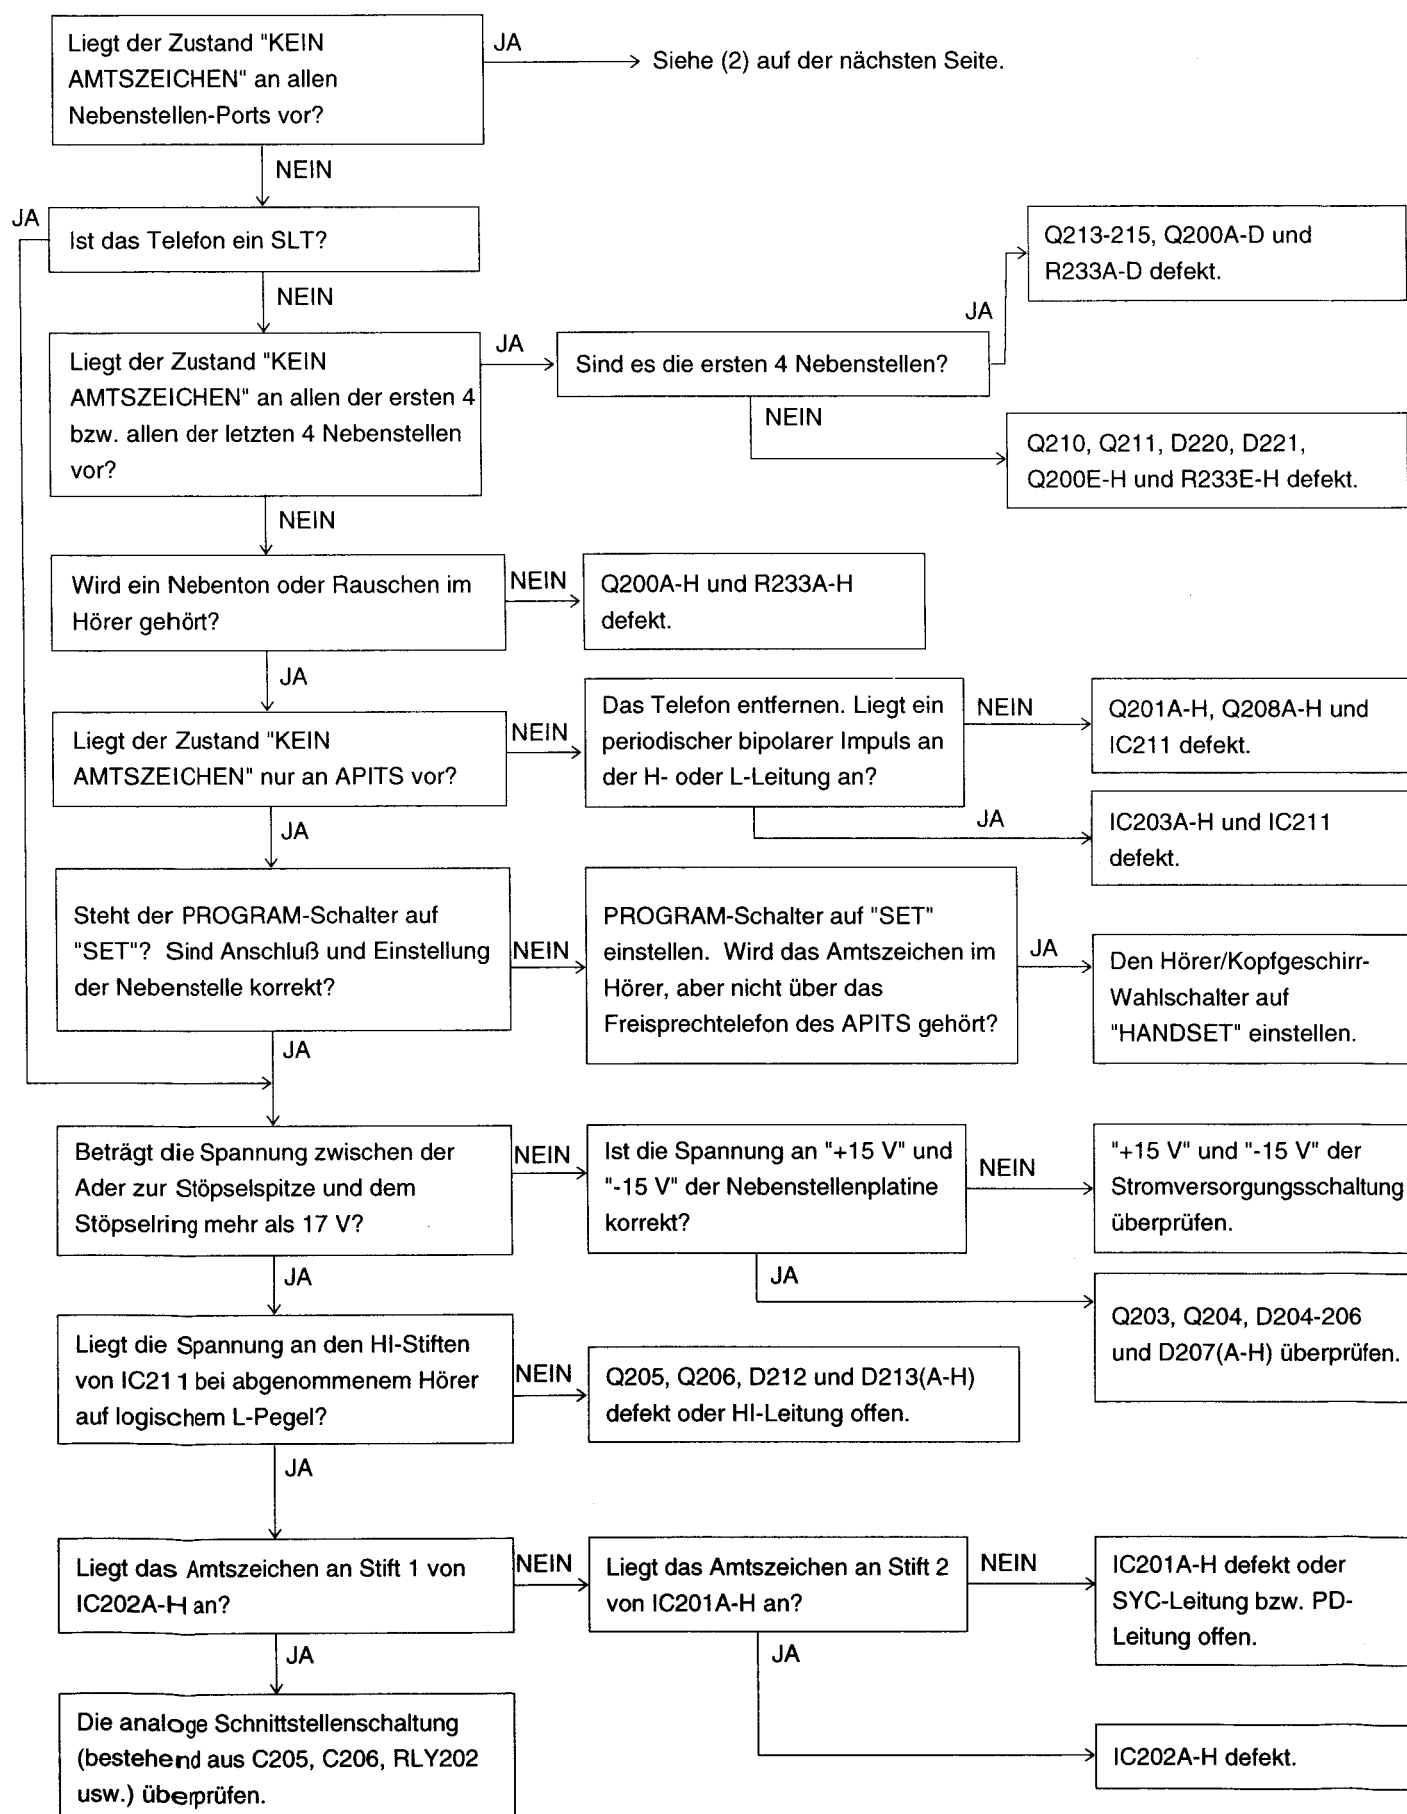 Liegt der Zustand "KEIN
AMTSZEICHEN" an allen
Nebenstellen-Ports vor?
JA
Siehe (2) auf der nächsten Seite.
NEIN
JA
Ist das Telefon ein SLT?
NEIN
Q213-215, Q200A-D und
R233A-D defekt.
Liegt der Zustand "KEIN
AMTSZEICHEN" an allen der ersten 4
bzw. allen der letzten 4 Nebenstellen
vor?
JA
Sind es die ersten 4 Nebenstellen?
JA
NEIN
Q210, Q211, D220, D221,
Q200E-H und R233E-H defekt.
NEIN
Wird ein Nebenton oder Rauschen im
Hörer gehört?
NEIN
Q200A-H und R233A-H
defekt.
JA
Liegt der Zustand "KEIN
AMTSZEICHEN" nur an APITS vor?
NEIN
Das Telefon entfernen. Liegt ein
periodischer bipolarer Impuls an
der H- oder L-Leitung an?
NEIN
Q201A-H, Q208A-H und
IC211 defekt.
JA
IC203A-H und IC211
defekt.
JA
Steht der PROGRAM-Schalter auf
"SET"? Sind Anschluß und Einstellung
der Nebenstelle korrekt?
NEIN
PROGRAM-Schalter auf "SET"
einstellen. Wird das Amtszeichen im
Hörer, aber nicht über das
Freisprechtelefon des APITS gehört?
JA
Den Hörer/Kopfgeschirr-
Wahlschalter auf
"HANDSET" einstellen.
JA
Beträgt die Spannung zwischen der
Ader zur Stöpselspitze und dem
Stöpselring mehr als 17 V?
NEIN
Ist die Spannung an "+15 V" und
"-15 V" der Nebenstellenplatine
korrekt?
NEIN
"+15 V" und "-15 V" der
Stromversorgungsschaltung
überprüfen.
JA
JA
Q203, Q204, D204-206
und D207(A-H) überprüfen.
Liegt die Spannung an den HI-Stiften
von IC211 bei abgenommenem Hörer
auf logischem L-Pegel?
NEIN
Q205, Q206, D212 und D213(A-H)
defekt oder HI-Leitung offen.
JA
Liegt das Amtszeichen an Stift 1 von
IC202A-H an?
NEIN
Liegt das Amtszeichen an Stift 2
von IC201A-H an?
NEIN
IC201A-H defekt oder
SYC-Leitung bzw. PD-
Leitung offen.
JA
JA
Die analoge Schnittstellenschaltung
(bestehend aus C205, C206, RLY202
usw.) überprüfen.
IC202A-H defekt.